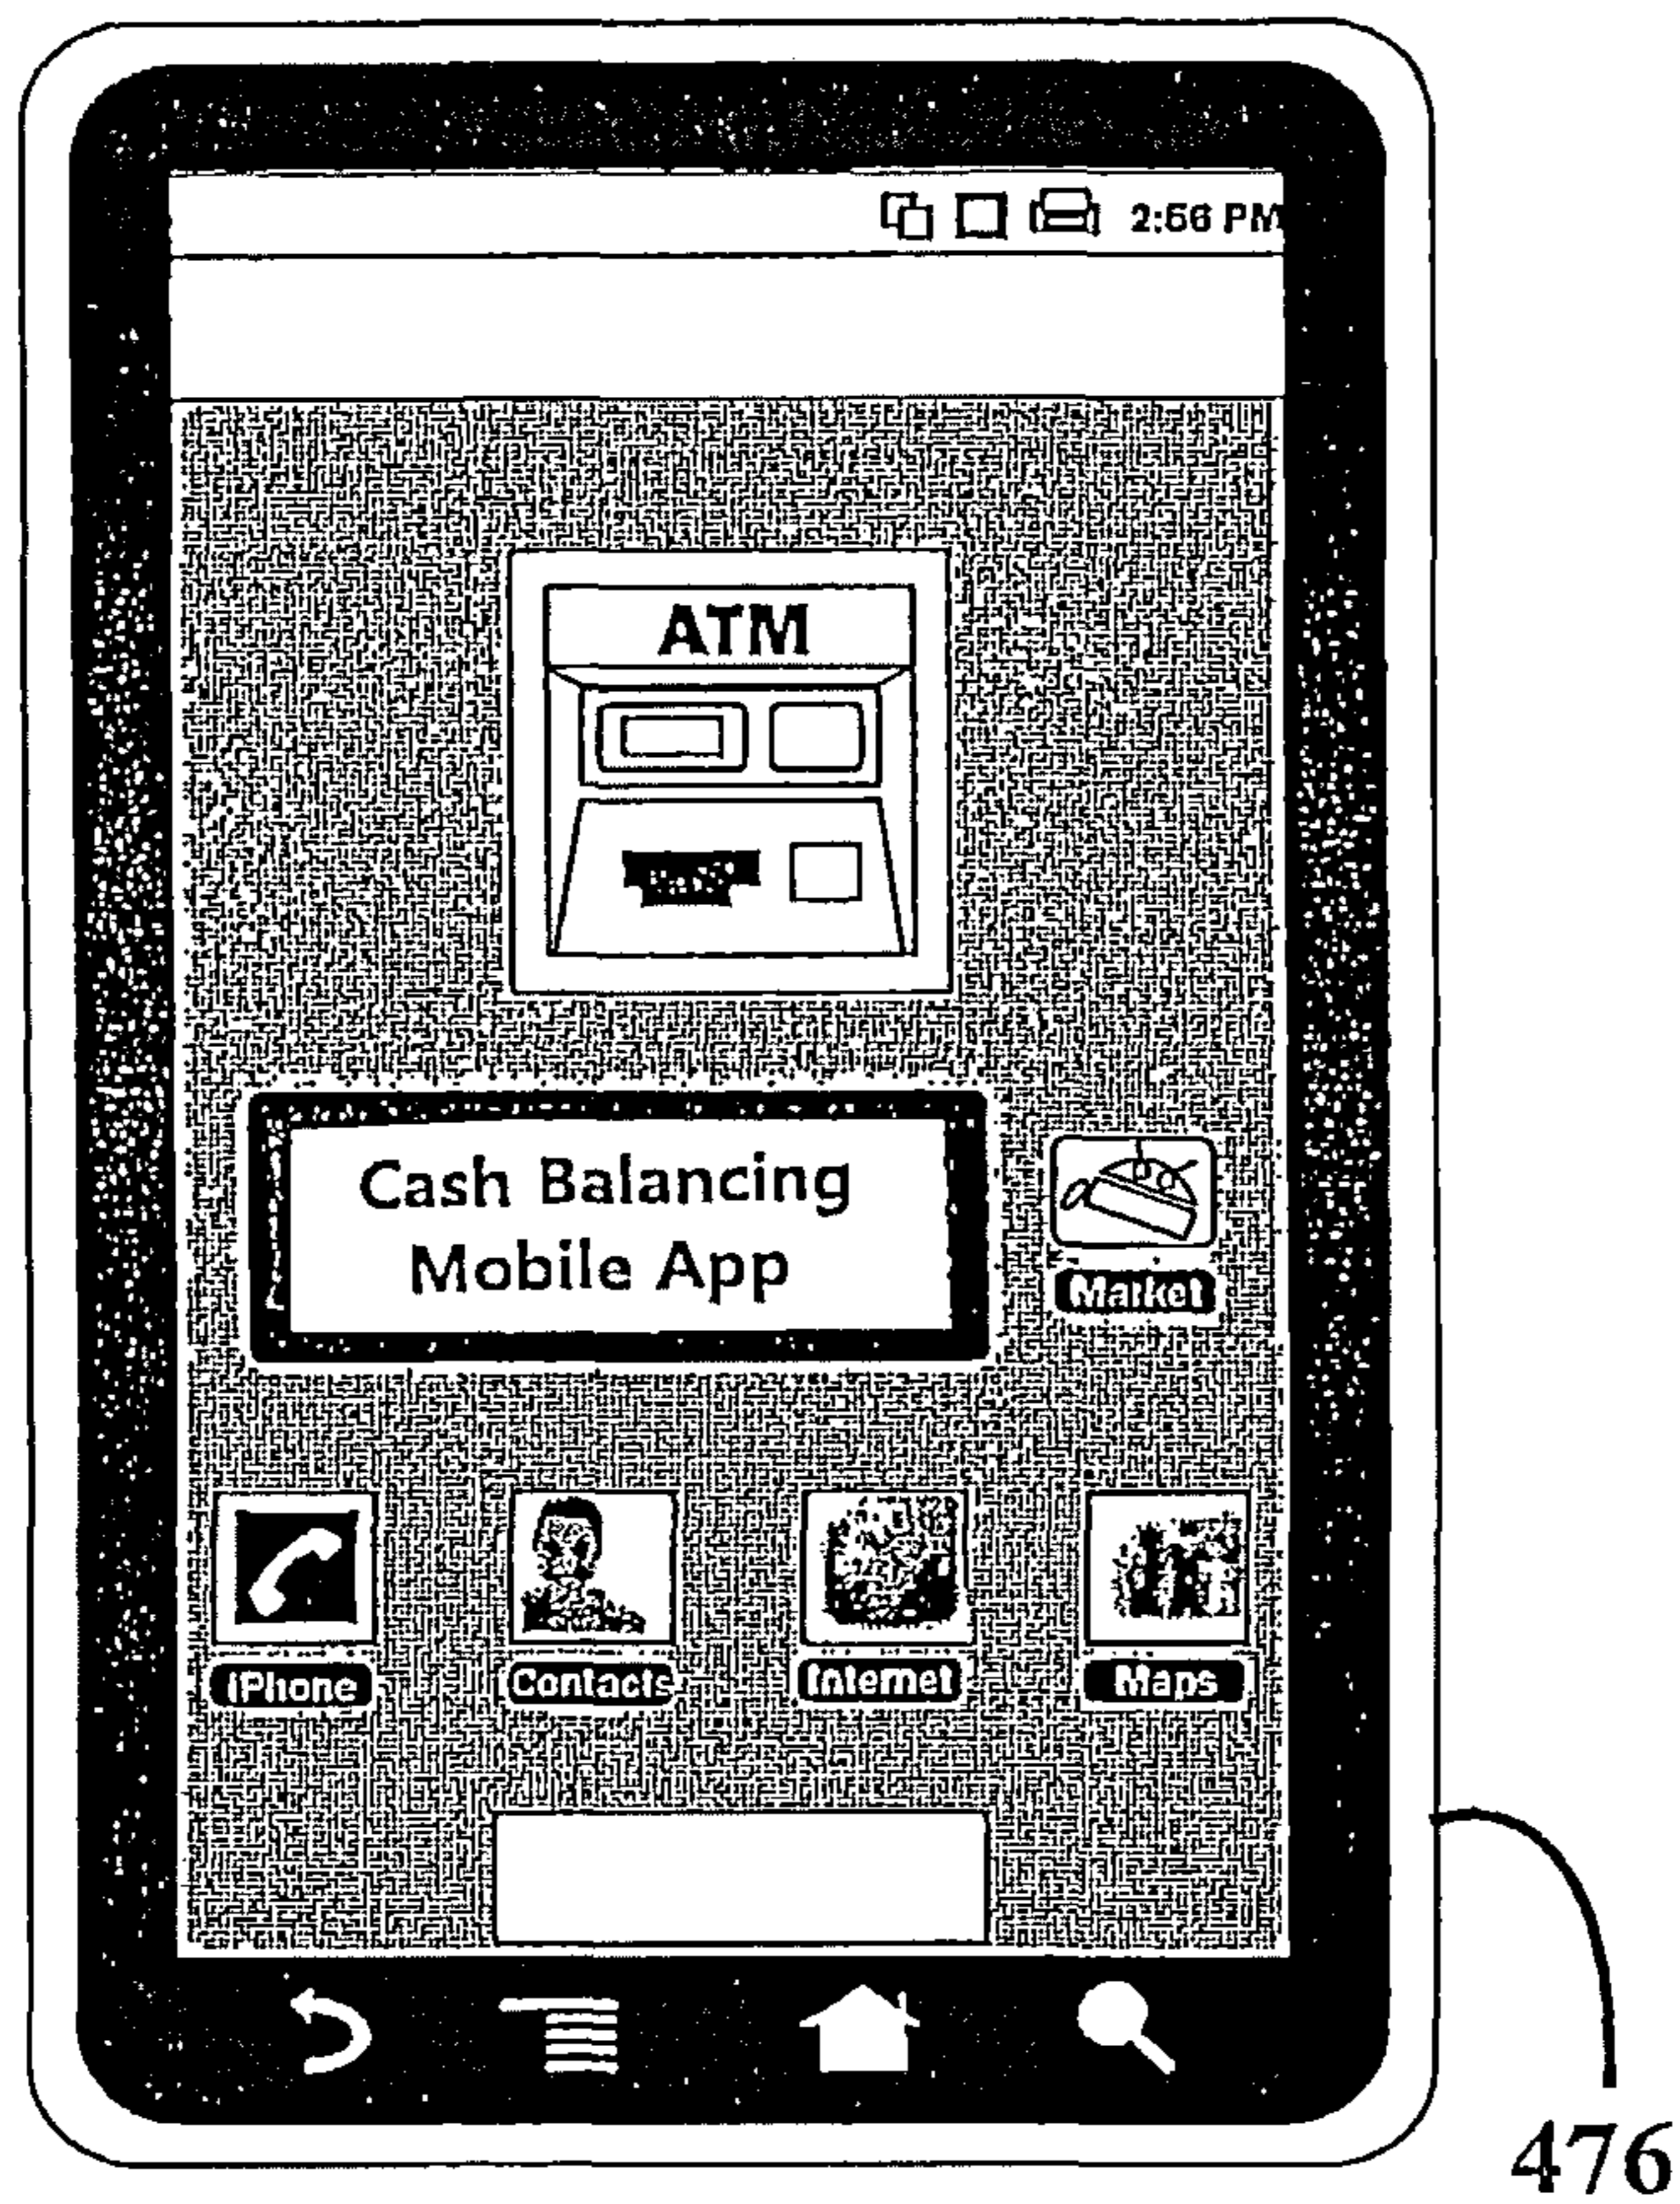 2:56 PM
ATM
Cash Balancing
Mobile App
Market
iPhone
Contacts
Internet
Maps
476